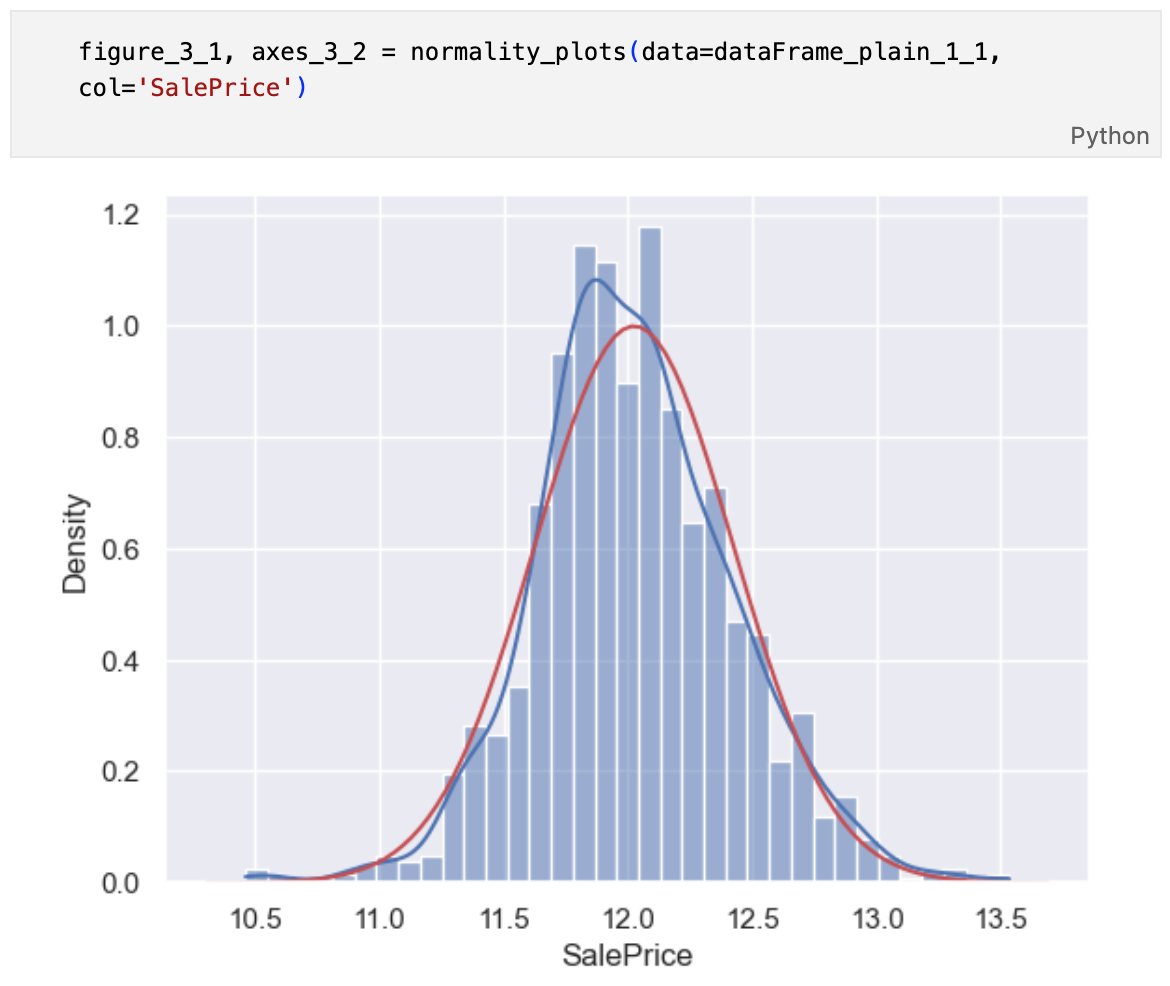 figure_3_1, axes_3_2 = normality_plots(data=dataFrame_plain_1_1,
col='SalePrice')
Python
1.2
1.0
0.8
0.6
0.4
0.2
0.0
Density
10.5 11.0 11.5 12.0 12.5 13.0 13.5
SalePrice